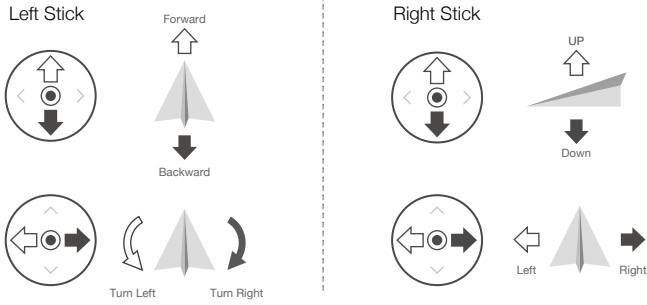 Left Stick
Forward
Backward
Turn Left
Turn Right
Right Stick
UP
Down
Left
Right